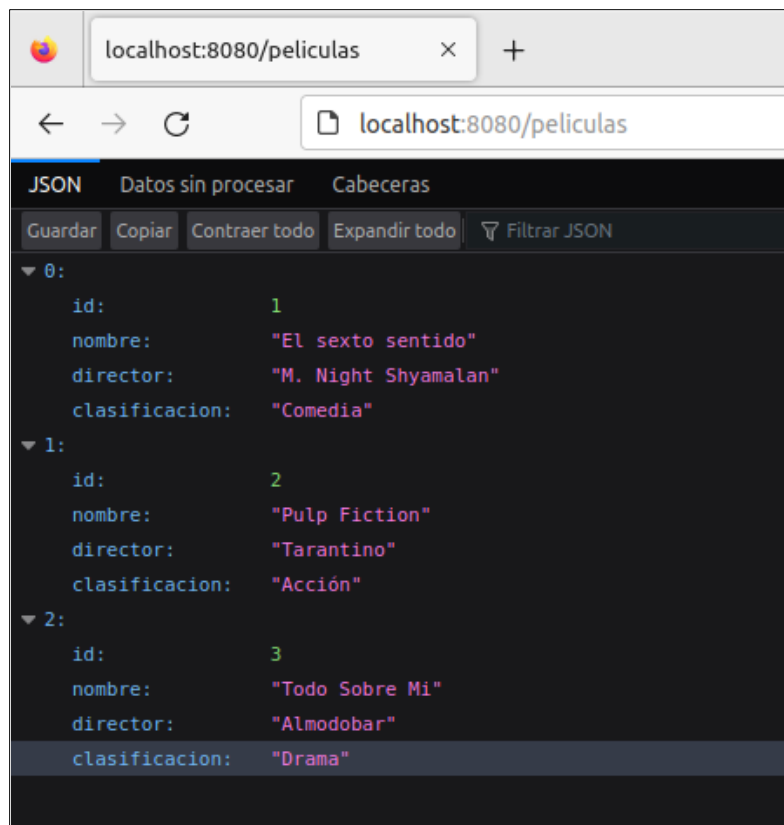 localhost:8080/peliculas
localhost:8080/peliculas
JSON Datos sin procesar Cabeceras
Guardar Copiar Contraer todo Expandir todo Filtrar JSON
0:
id: 1
nombre: "El sexto sentido"
director: "M. Night Shyamalan"
clasificacion: "Comedia"
1:
id: 2
nombre: "Pulp Fiction"
director: "Tarantino"
clasificacion: "Acción"
2:
id: 3
nombre: "Todo Sobre Mi"
director: "Almodobar"
clasificacion: "Drama"